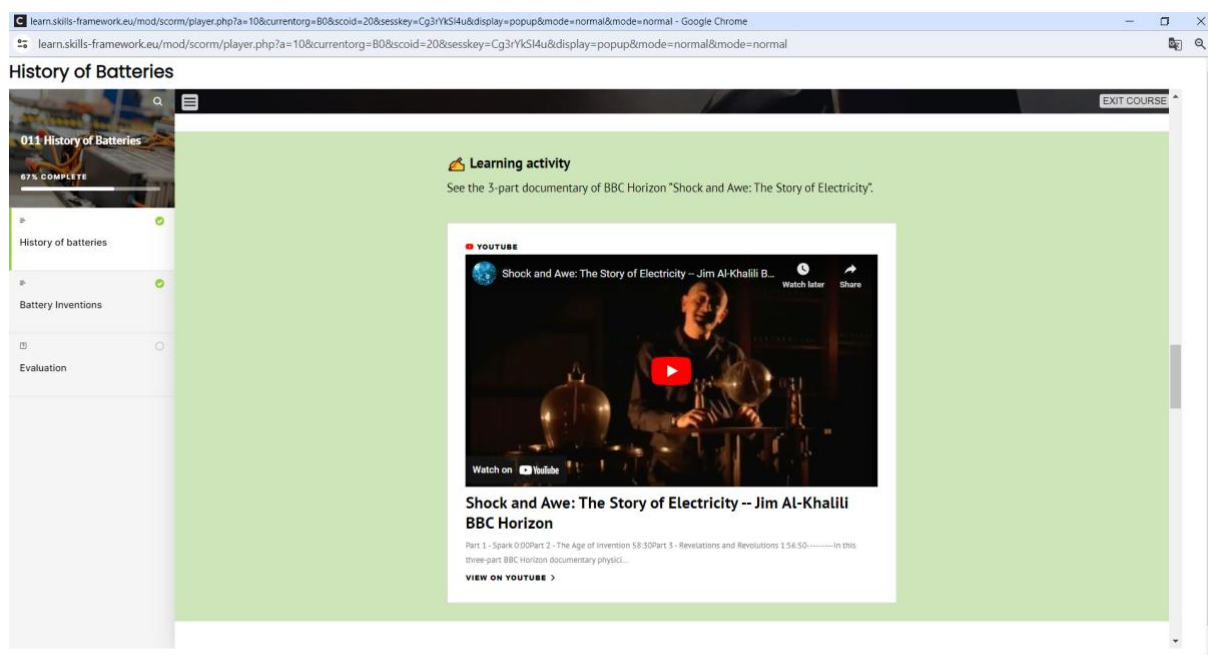 learn.skills-framework.eu/mod/scorm/player.php?a=10&currentorg=B0&scoid=20&sesskey=Cg3rYkSI4u&display=popup&mode=normal&mode=normal - Google Chrome
learn.skills-framework.eu/mod/scorm/player.php?a=10&currentorg=B0&scoid=20&sesskey=Cg3rYkSI4u&display=popup&mode=normal&mode=normal
History of Batteries
EXIT COURSE
011 History of Batteries
67% COMPLETE
History of batteries
Battery Inventions
Evaluation
Learning activity
See the 3-part documentary of BBC Horizon "Shock and Awe: The Story of Electricity".
YOUTUBE
Shock and Awe: The Story of Electricity -- Jim Al-Khalili B...
Watch later
Share
Watch on YouTube
Shock and Awe: The Story of Electricity -- Jim Al-Khalili
BBC Horizon
Part 1 - Spark 0:00Part 2 - The Age of Invention 58:30Part 3 - Revelations and Revolutions 1:56:50---------In this
three-part BBC Horizon documentary physici...
VIEW ON YOUTUBE >